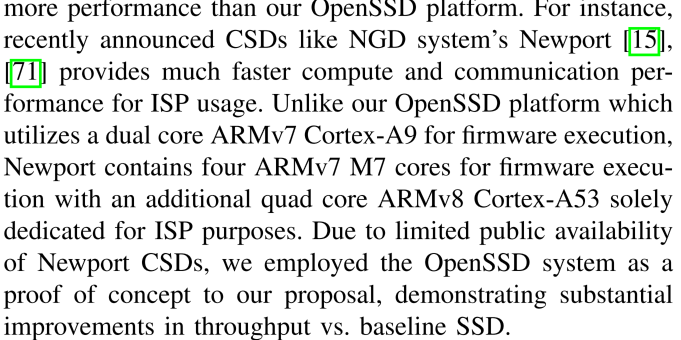 more performance than our OpenSSD platform. For instance,
recently announced CSDs like NGD system's Newport [15],
[71] provides much faster compute and communication per-
formance for ISP usage. Unlike our OpenSSD platform which
utilizes a dual core ARMv7 Cortex-A9 for firmware execution,
Newport contains four ARMv7 M7 cores for firmware execu-
tion with an additional quad core ARMv8 Cortex-A53 solely
dedicated for ISP purposes. Due to limited public availability
of Newport CSDs, we employed the OpenSSD system as a
proof of concept to our proposal, demonstrating substantial
improvements in throughput vs. baseline SSD.